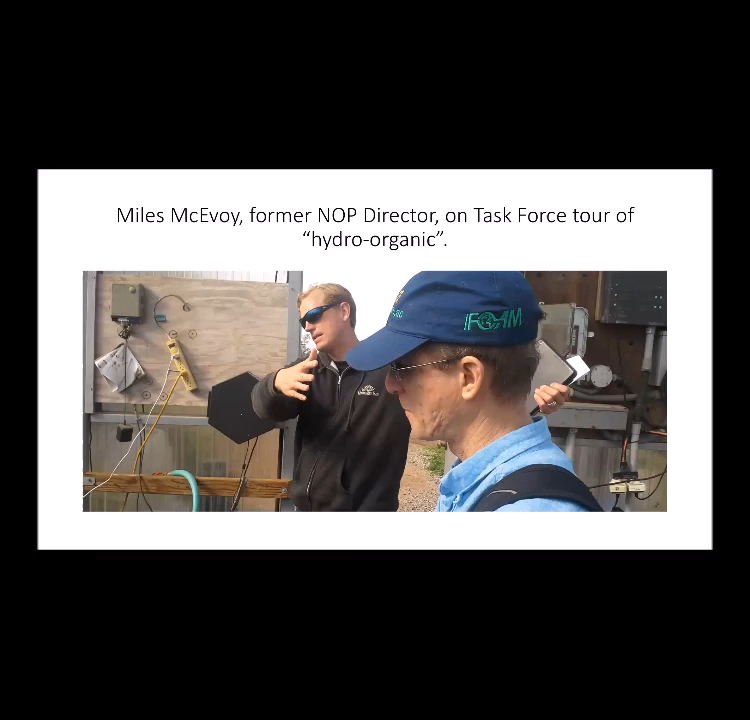 Miles McEvoy, former NOP Director, on Task Force tour of
“hydro-organic”.
IFOAM